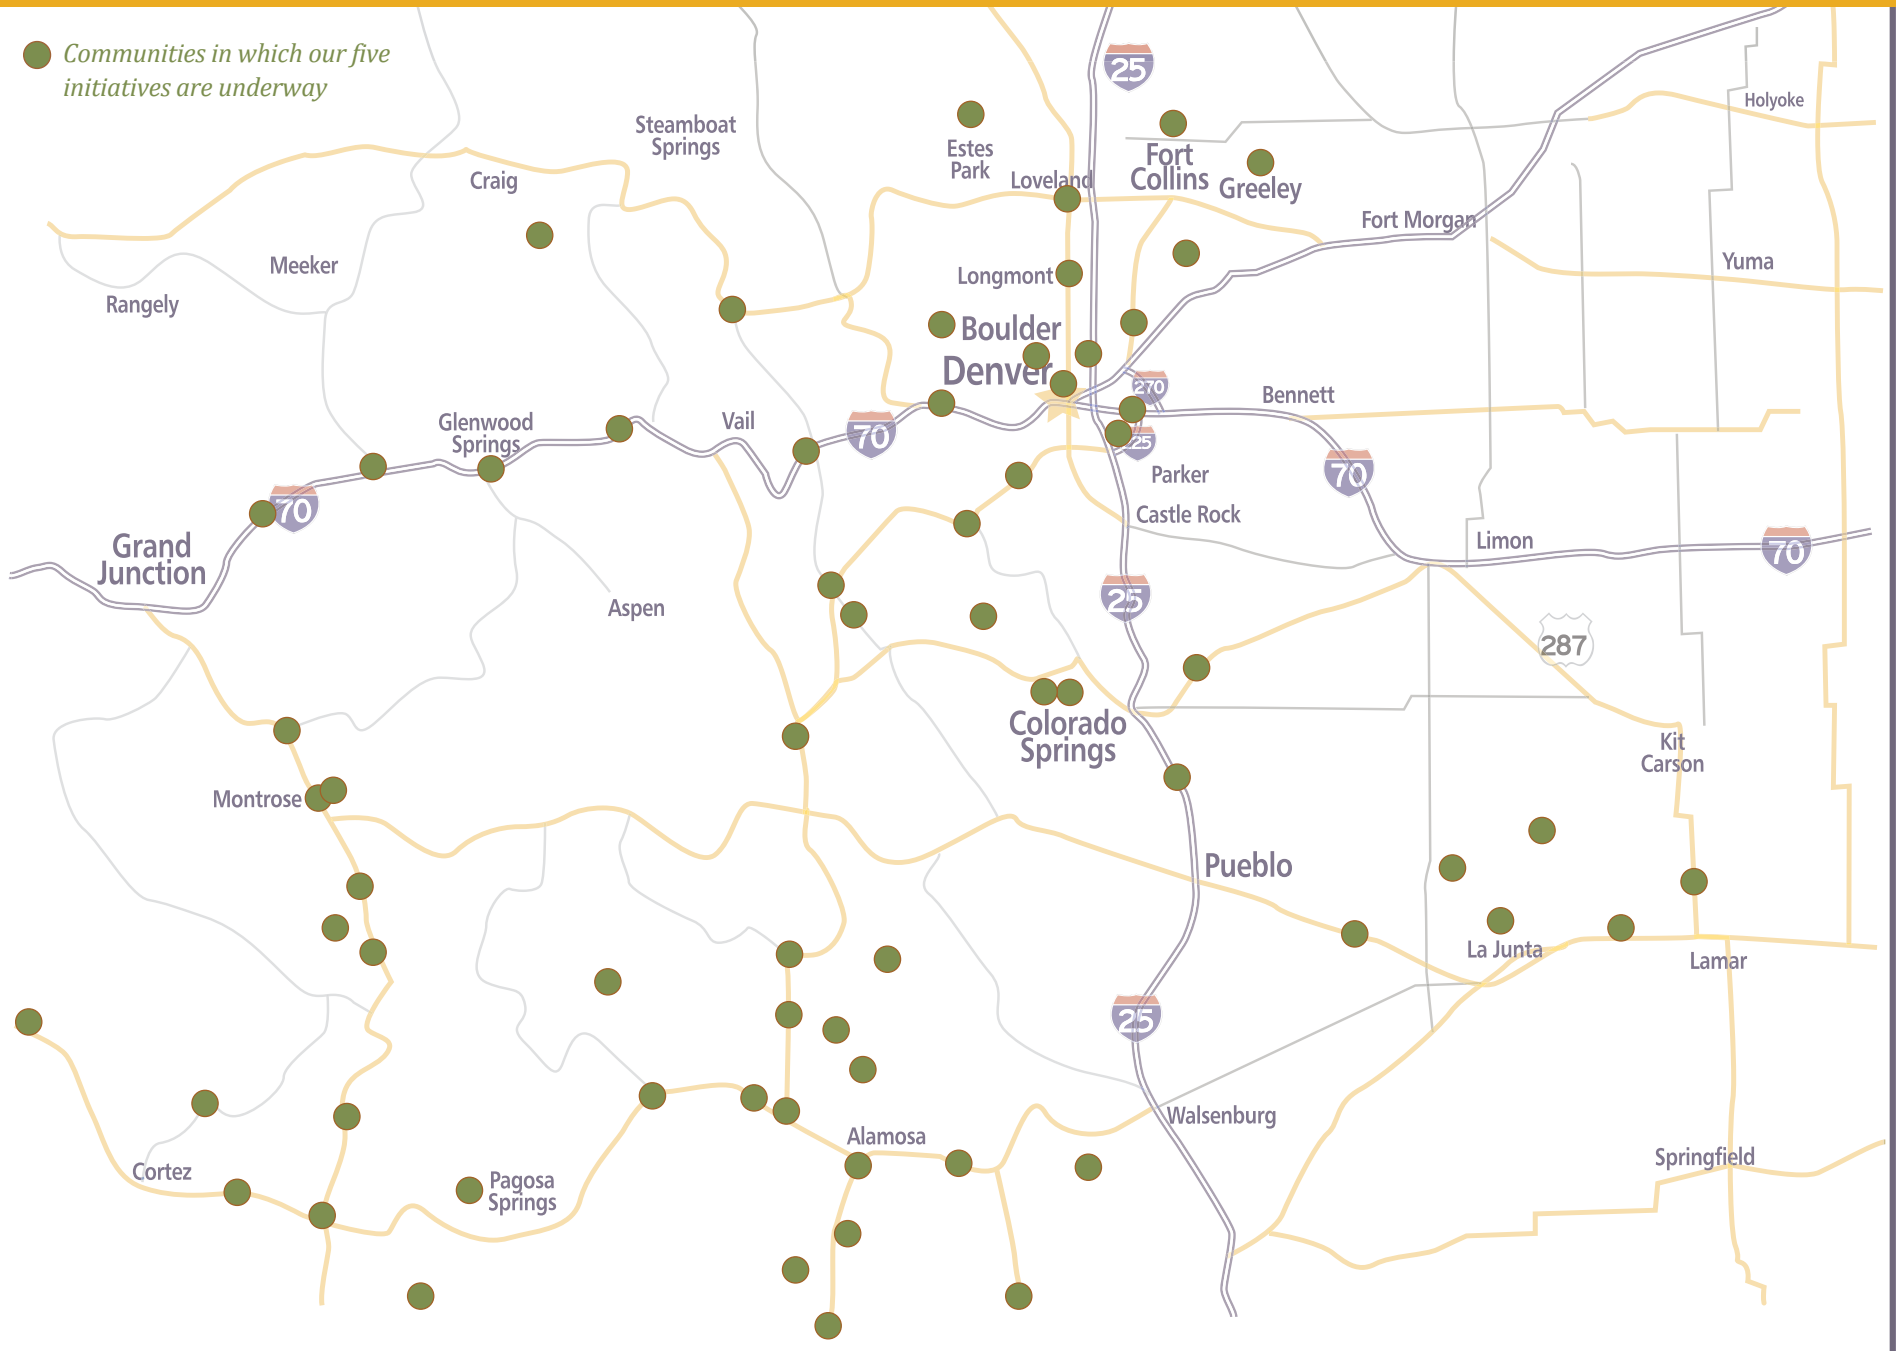 Communities in which our five
initiatives are underway
25
Holyoke
Steamboat
Springs
Estes
Park
Fort
Collins
Craig
Loveland
Greeley
Fort Morgan
Meeker
Longmont
Yuma
Rangely
Boulder
Denver
270
Bennett
Glenwood
Springs
Vail
70
225
Parker
70
70
Castle Rock
Grand
Junction
Limon
70
25
Aspen
287
Colorado
Springs
Kit
Carson
Montrose
Pueblo
La Junta
Lamar
25
Walsenburg
Alamosa
Cortez
Pagosa
Springs
Springfield